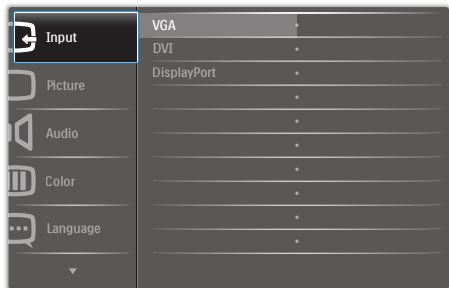 Input
Picture
Audio
Color
Language
VGA
DVI
DisplayPort